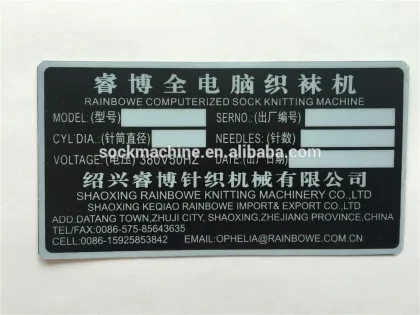 睿博全电脑织袜机
RAINBOWE COMPUTERIZED SOCK KNITTING MACHINE
MODEL:(型号) SERNO.:(出厂编号)
CYL'DIA.:(针筒直径) NEEDLES:(针数)
sockmachine.en.alibaba.com
VOLTAGE:(电压) 380V50HZ DATE:(出厂日期)
绍兴睿博针织机械有限公司
SHAOXING RAINBOWE KNITTING MACHINERY CO.,LTD
SHAOXING KEQIAO RAINBOWE IMPORT& EXPORT CO.,LTD
ADD.DATANG TOWN,ZHUJI CITY, SHAOXING,ZHEJIANG PROVINCE,CHINA
TEL/FAX:0086-575-85643635
CELL:0086-15925853842 EMAIL:OPHELIA@RAINBOWE.COM.CN